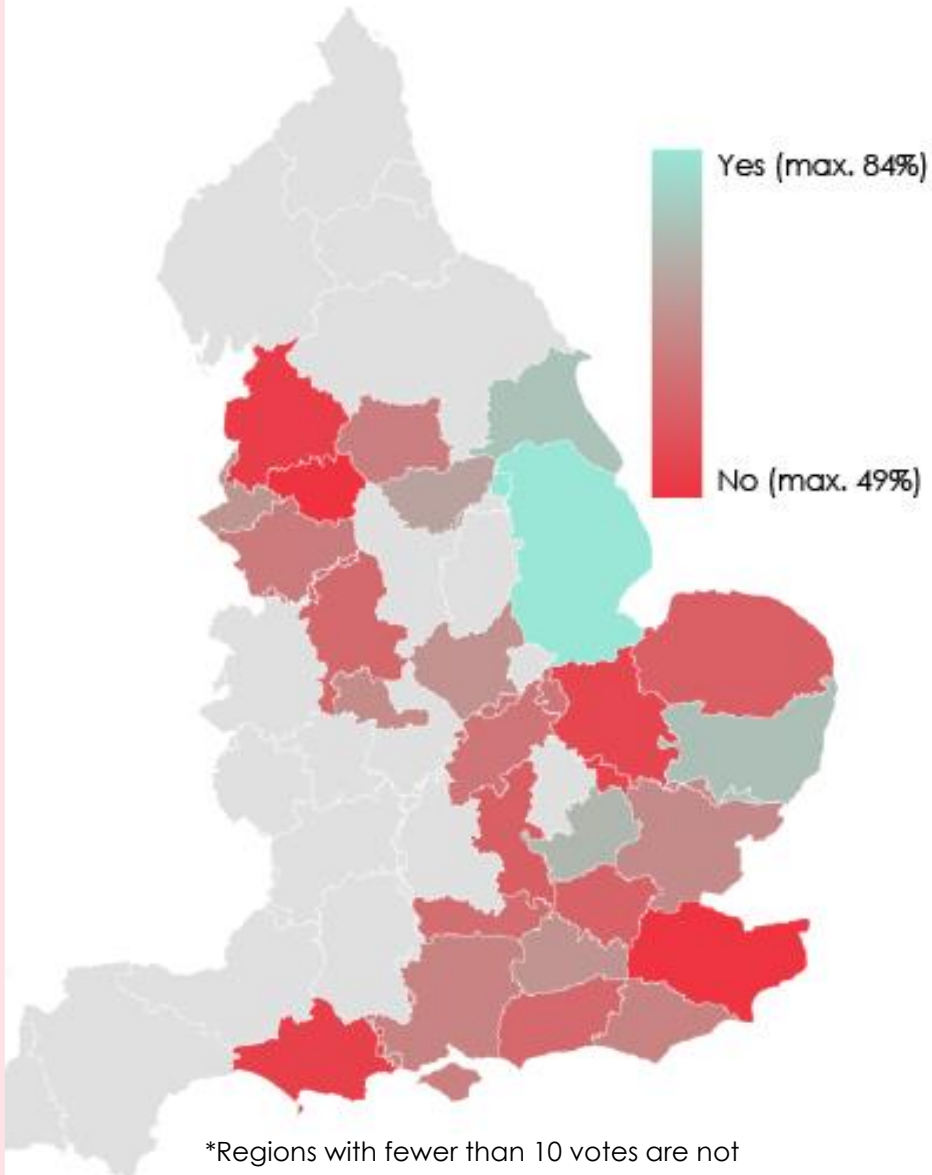 Yes (max. 84%)
No (max. 49%)
*Regions with fewer than 10 votes are not